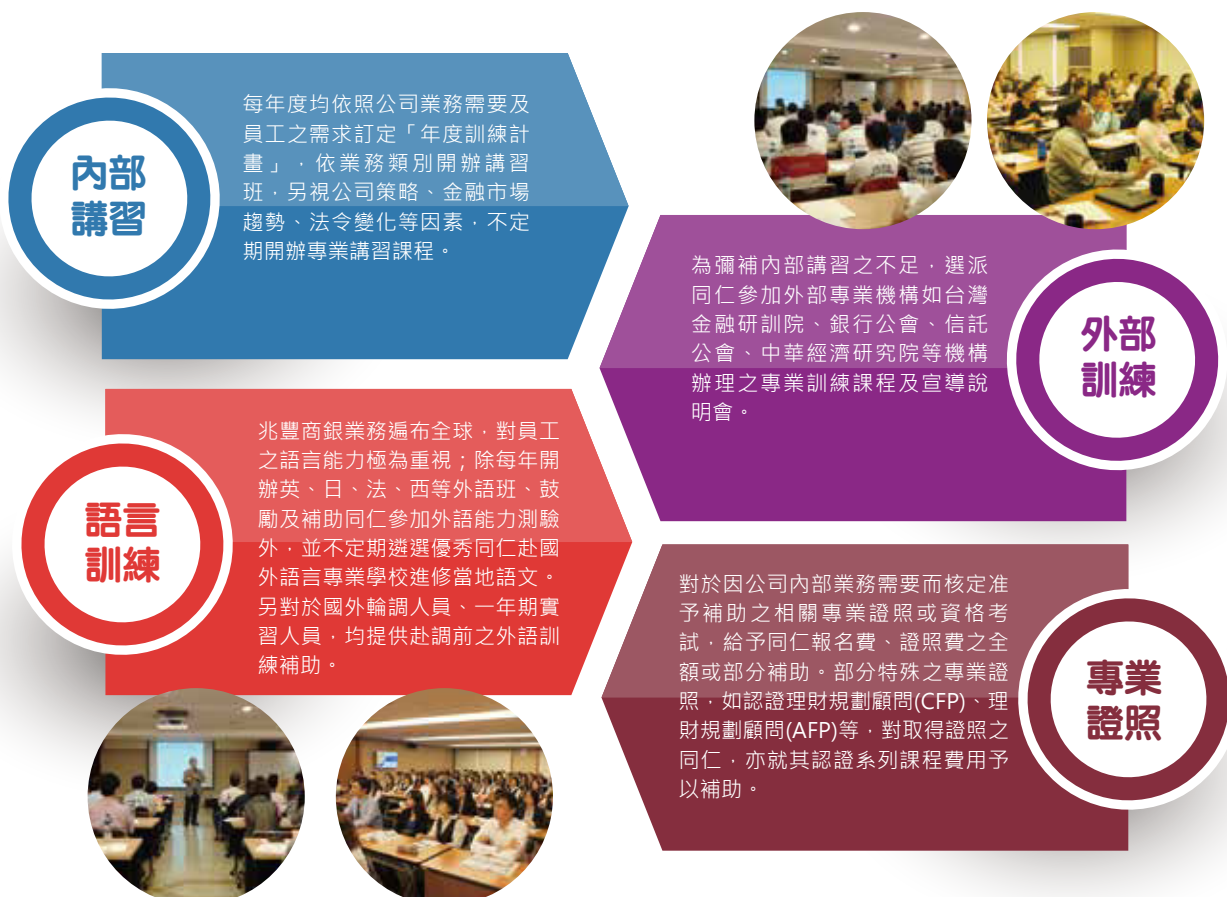 內部
講習
每年度均依照公司業務需要及
員工之需求訂定「年度訓練計
畫」，依業務類別開辦講習
班，另視公司策略、金融市場
趨勢、法令變化等因素，不定
期開辦專業講習課程。
為彌補內部講習之不足，選派
同仁參加外部專業機構如台灣
金融研訓院、銀行公會、信託
公會、中華經濟研究院等機構
辦理之專業訓練課程及宣導說
明會。
外部
訓練
語言
訓練
兆豐商銀業務遍布全球，對員工
之語言能力極為重視；除每年開
辦英、日、法、西等外語班、鼓
勵及補助同仁參加外語能力測驗
外，並不定期遴選優秀同仁赴國
外語言專業學校進修當地語文。
另對於國外輪調人員、一年期實
習人員，均提供赴調前之外語訓
練補助。
對於因公司內部業務需要而核定准
予補助之相關專業證照或資格考
試，給予同仁報名費、證照費之全
額或部分補助。部分特殊之專業證
照，如認證理財規劃顧問(CFP)、理
財規劃顧問(AFP)等，對取得證照之
同仁，亦就其認證系列課程費用予
以補助。
專業
證照